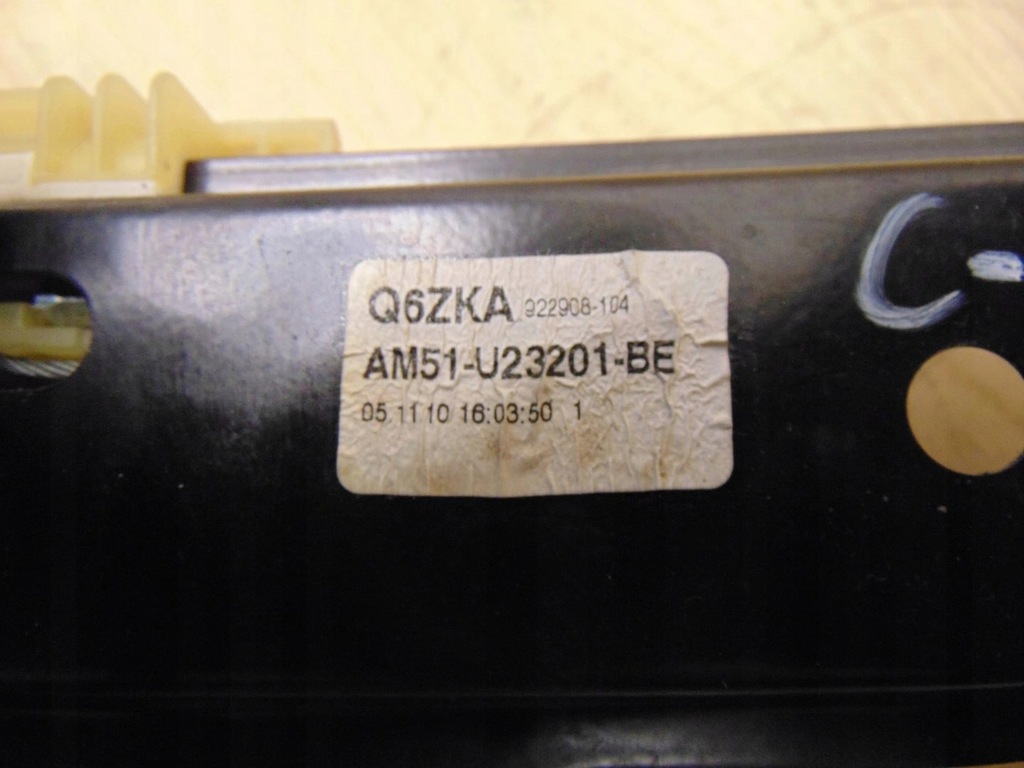 Q6ZKA 922908-104
AM51-U23201-BE
05.11.10 16:03:50 1
C-